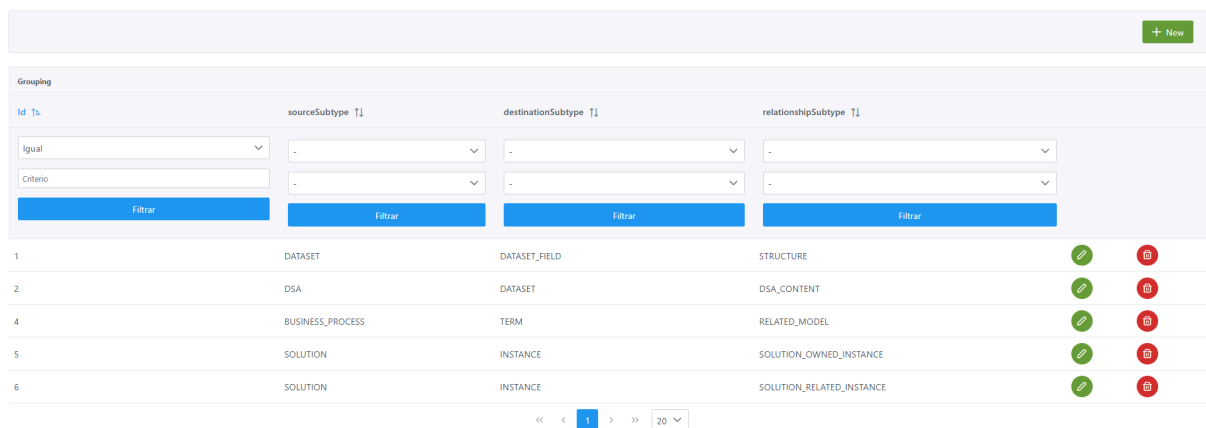 + New
Grouping
Id sourceSubtype destinationSubtype relationshipSubtype
Igual - - -
Criterio - - -
Filtrar Filtrar Filtrar Filtrar
1 DATASET DATASET_FIELD STRUCTURE
2 DSA DATASET DSA_CONTENT
4 BUSINESS_PROCESS TERM RELATED_MODEL
5 SOLUTION INSTANCE SOLUTION_OWNED_INSTANCE
6 SOLUTION INSTANCE SOLUTION_RELATED_INSTANCE
« < 1 > » 20